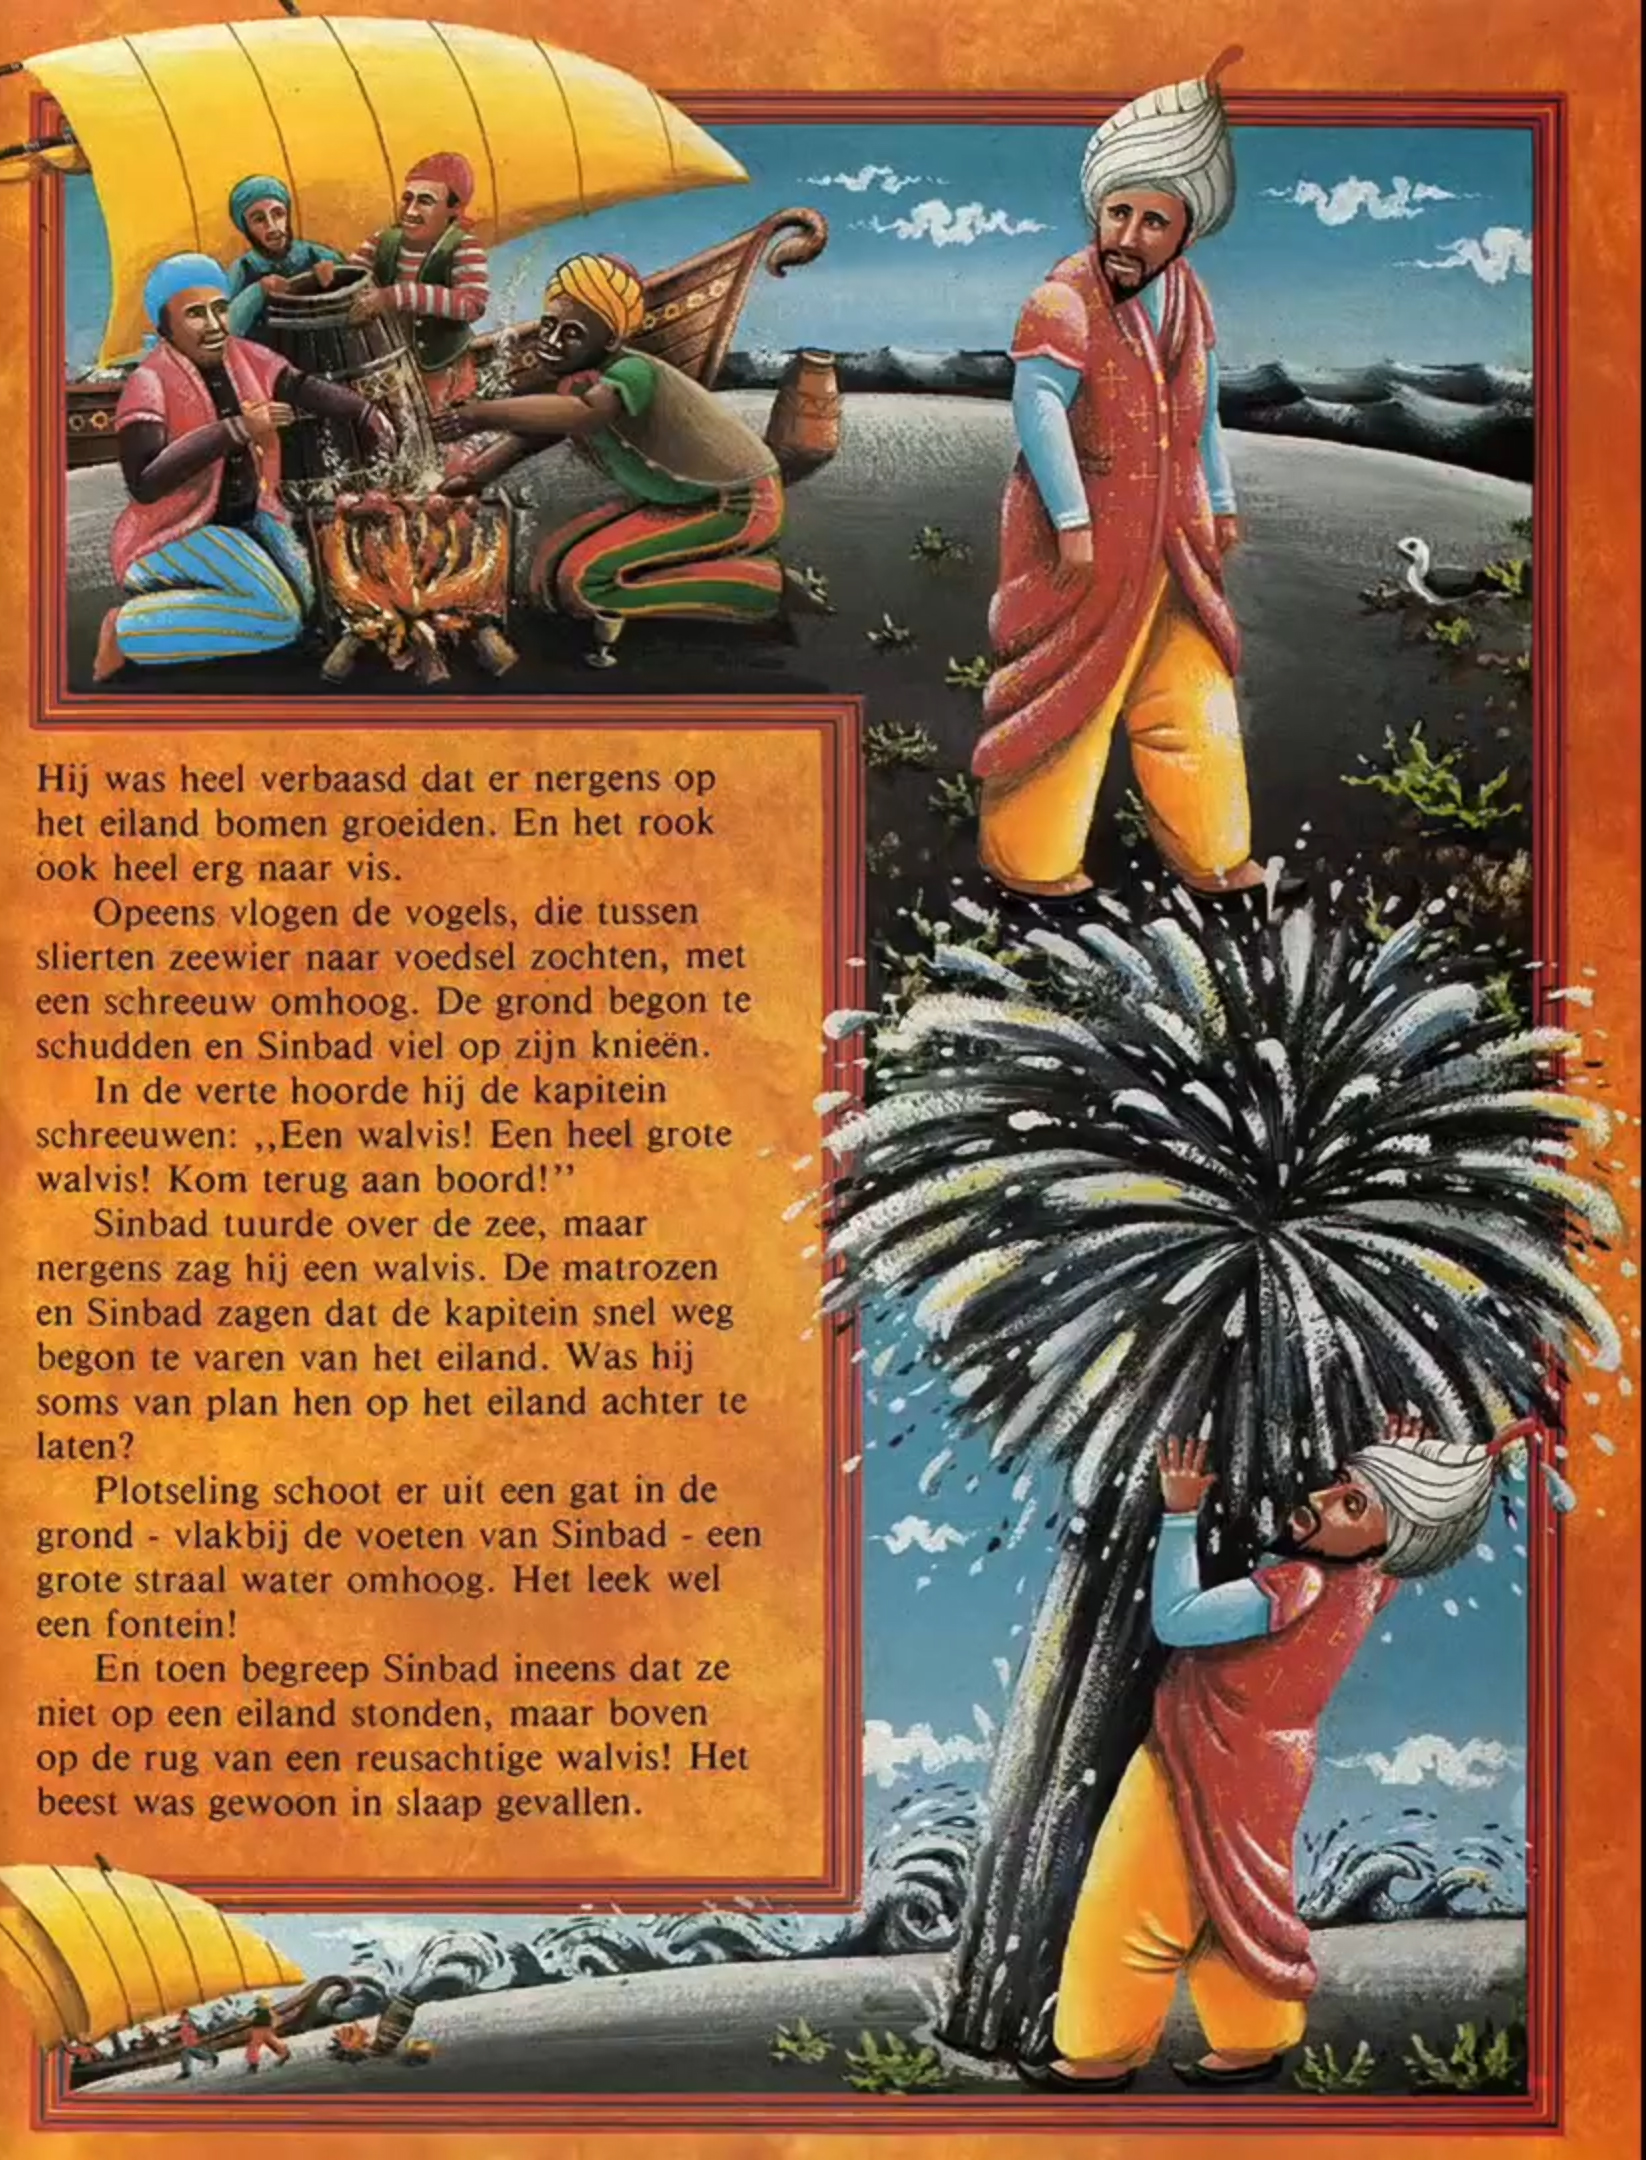 Hij was heel verbaasd dat er nergens op
het eiland bomen groeiden. En het rook
ook heel erg naar vis.
Opeens vlogen de vogels, die tussen
slierten zeewier naar voedsel zochten, met
een schreeuw omhoog. De grond begon te
schudden en Sinbad viel op zijn knieën.
In de verte hoorde hij de kapitein
schreeuwen: ,,Een walvis! Een heel grote
walvis! Kom terug aan boord!”
Sinbad tuurde over de zee, maar
nergens zag hij een walvis. De matrozen
en Sinbad zagen dat de kapitein snel weg
begon te varen van het eiland. Was hij
soms van plan hen op het eiland achter te
laten?
Plotseling schoot er uit een gat in de
grond - vlakbij de voeten van Sinbad - een
grote straal water omhoog. Het leek wel
een fontein!
En toen begreep Sinbad ineens dat ze
niet op een eiland stonden, maar boven
op de rug van een reusachtige walvis! Het
beest was gewoon in slaap gevallen.